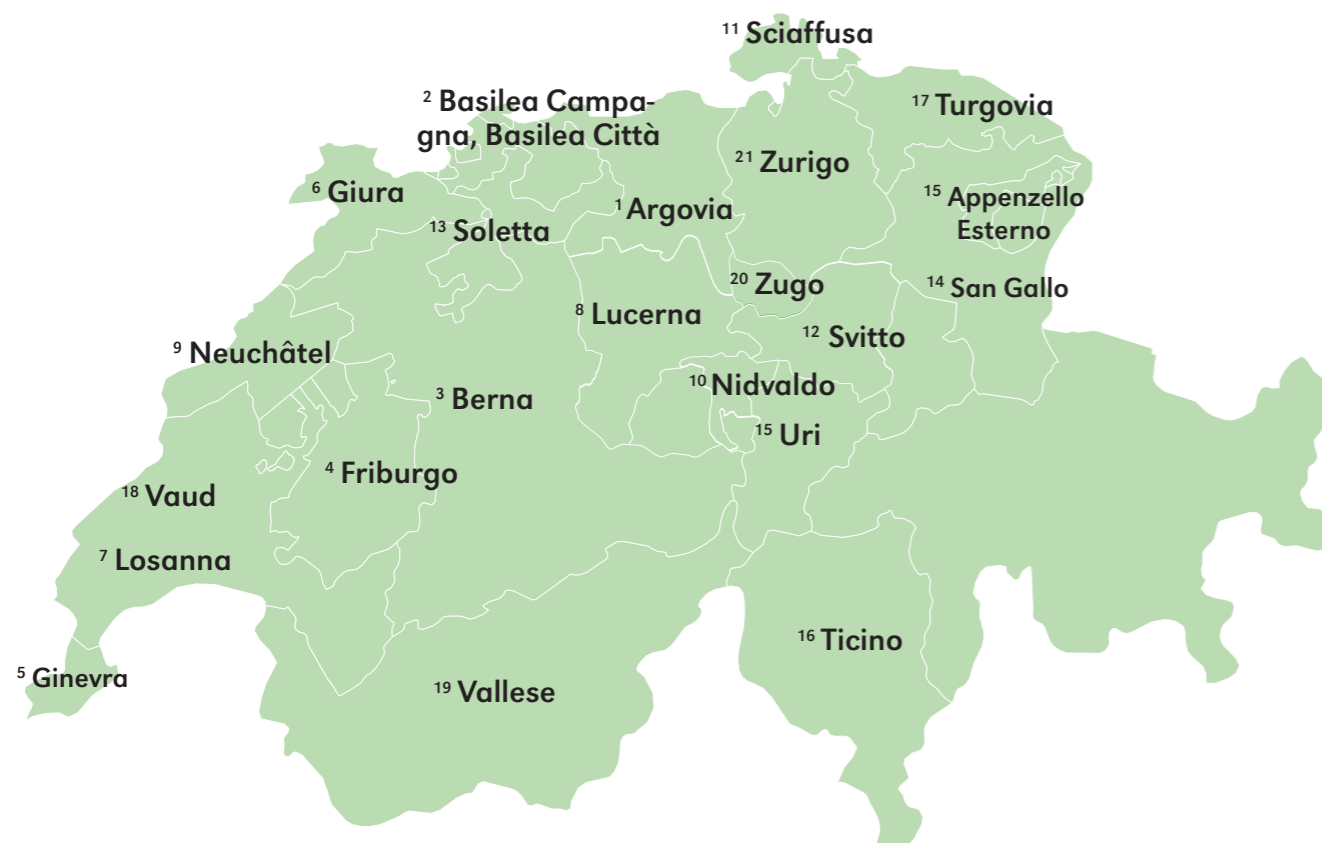 11 Sciaffusa
2 Basilea Campa-
gna, Basilea Città
17 Turgovia
21 Zurigo
6 Giura
15 Appenzello
Esterno
1 Argovia
13 Soletta
20 Zugo
14 San Gallo
8 Lucerna
12 Svitto
9 Neuchâtel
10 Nidvaldo
3 Berna
15 Uri
4 Friburgo
18 Vaud
7 Losanna
16 Ticino
5 Ginevra
19 Vallese